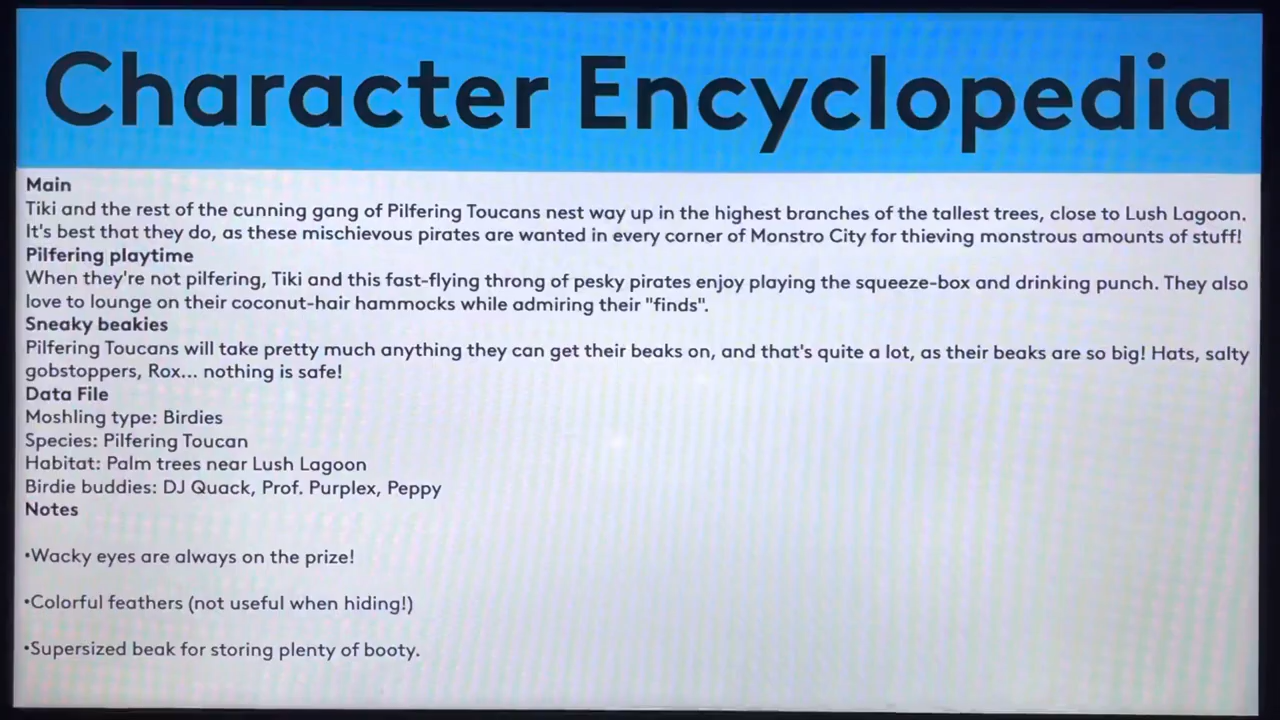 Character Encyclopedia
Main
Tiki and the rest of the cunning gang of Pilfering Toucans nest way up in the highest branches of the tallest trees, close to Lush Lagoon.
It's best that they do, as these mischievous pirates are wanted in every corner of Monstro City for thieving monstrous amounts of stuff!
Pilfering playtime
When they're not pilfering, Tiki and this fast-flying throng of pesky pirates enjoy playing the squeeze-box and drinking punch. They also
love to lounge on their coconut-hair hammocks while admiring their "finds".
Sneaky beakies
Pilfering Toucans will take pretty much anything they can get their beaks on, and that's quite a lot, as their beaks are so big! Hats, salty
gobstoppers, Rox... nothing is safe!
Data File
Moshling type: Birdies
Species: Pilfering Toucan
Habitat: Palm trees near Lush Lagoon
Birdie buddies: DJ Quack, Prof. Purplex, Peppy
Notes
•Wacky eyes are always on the prize!
•Colorful feathers (not useful when hiding!)
•Supersized beak for storing plenty of booty.